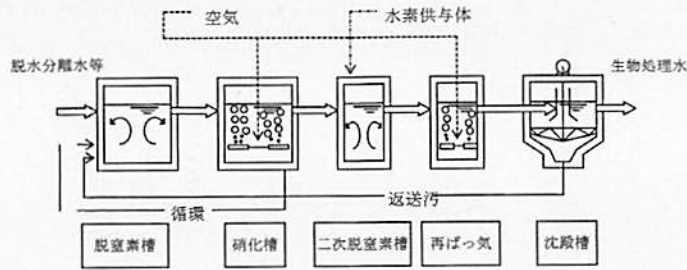 空気
水素供与体
脱水分離水等
生物処理水
返送汚
循環
脱窒素槽
硝化槽
二次脱窒素槽
再ばっ気
沈殿槽